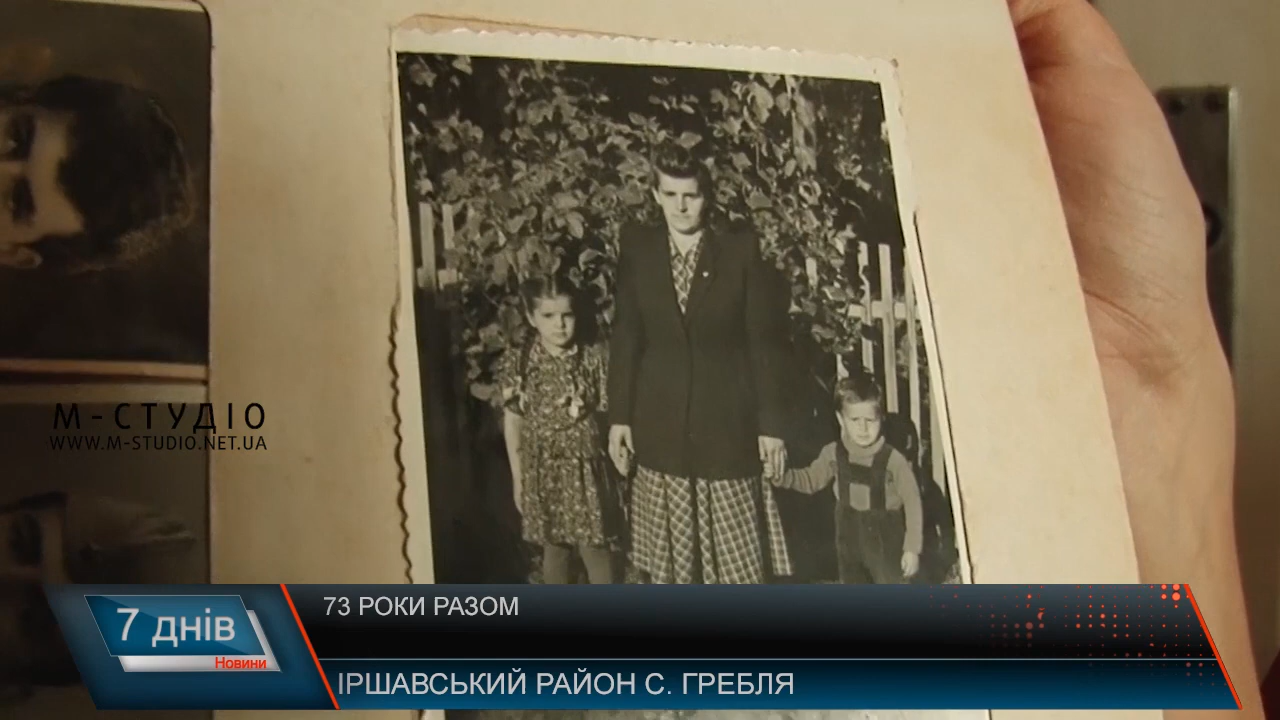 М-СТУДІО
WWW.M-STUDIO.NET.UA
7 днів
Новини
73 РОКИ РАЗОМ
ІРШАВСЬКИЙ РАЙОН С. ГРЕБЛЯ